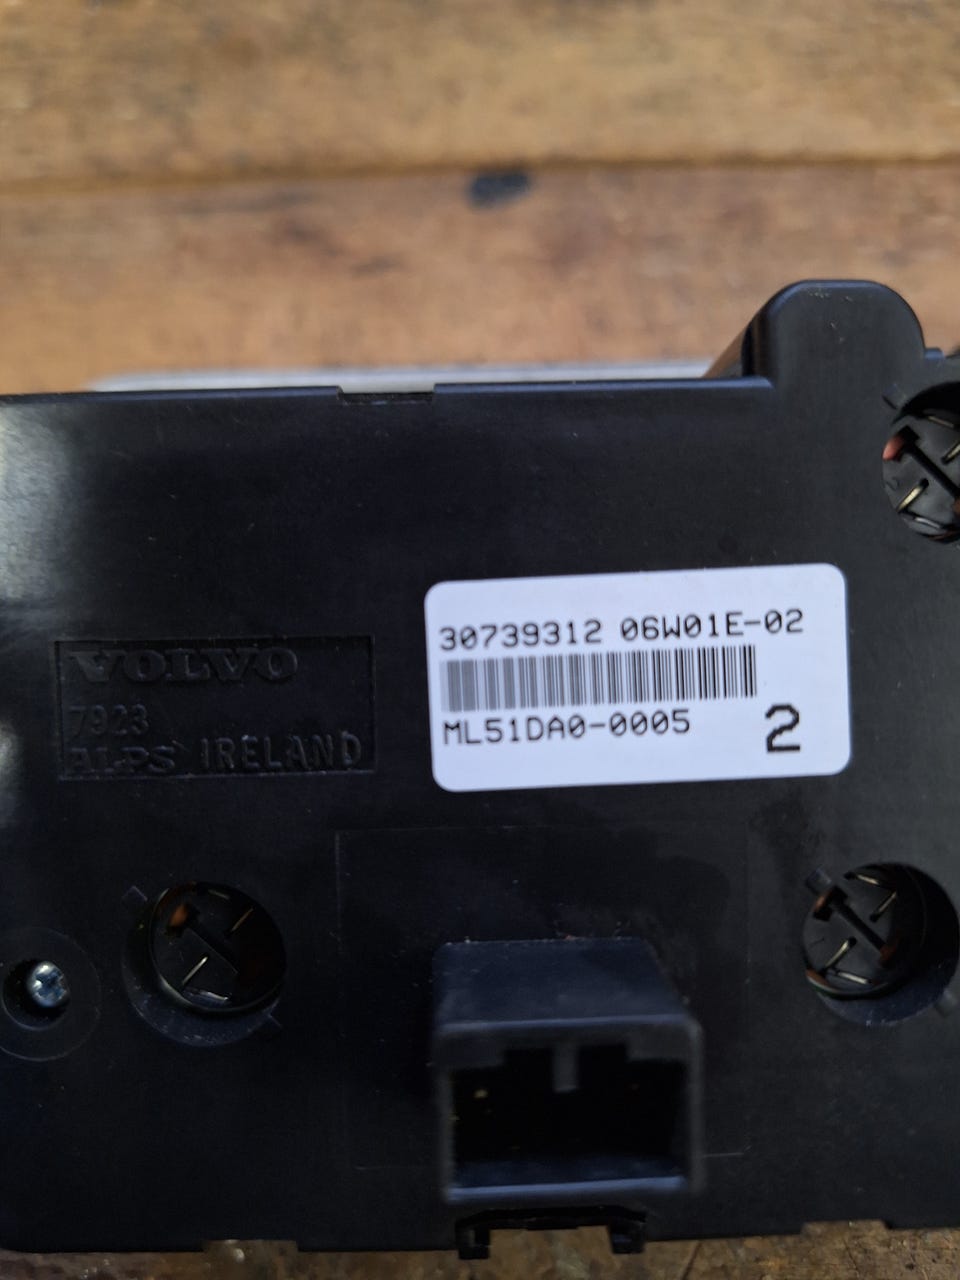 30739312 06W01E-02
ML51DA0-0005
2
VOLVO
7923
ALPS IRELAND